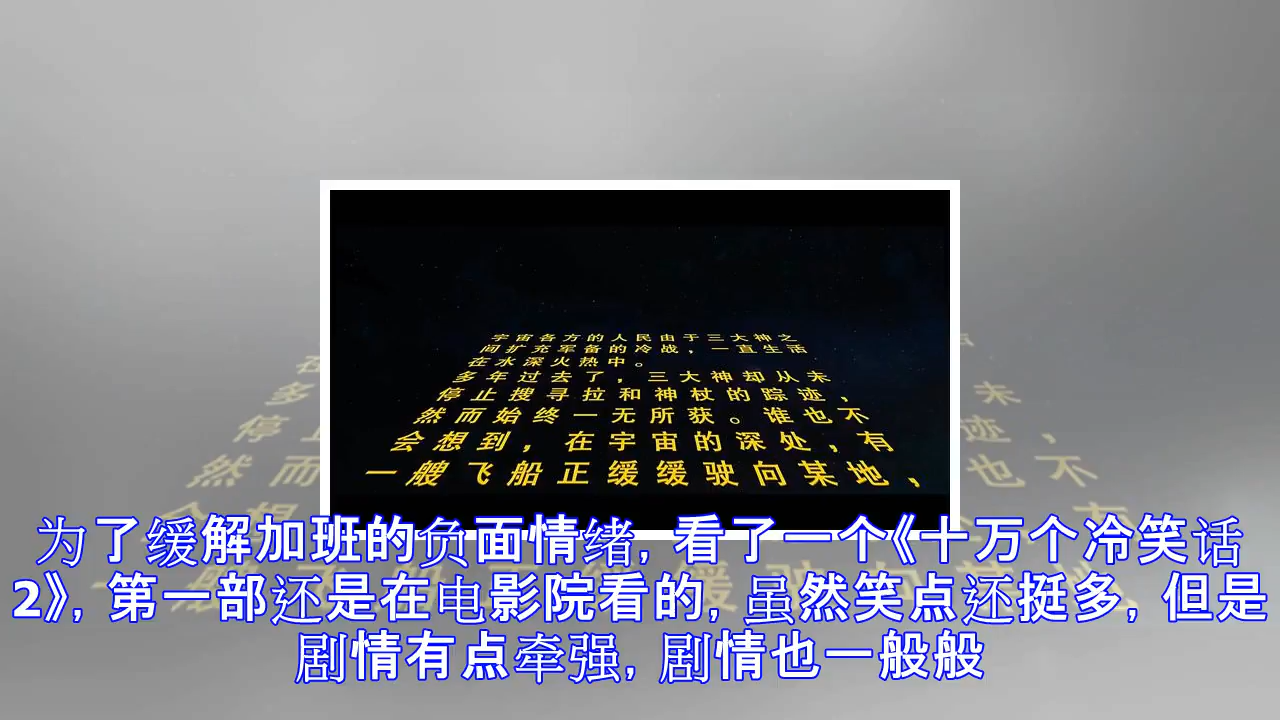 宇宙各方的人民由于三大神之
间扩充军备的冷战，一直生活
在水深火热中。
多年过去了，三大神却从未
停止搜寻拉和神杖的踪迹，
然而始终一无所获。谁也不
会想到，在宇宙的深处，有
一艘飞船正缓缓驶向某地，
为了缓解加班的负面情绪，看了一个《十万个冷笑话
2》，第一部还是在电影院看的，虽然笑点还挺多，但是
剧情有点牵强，剧情也一般般